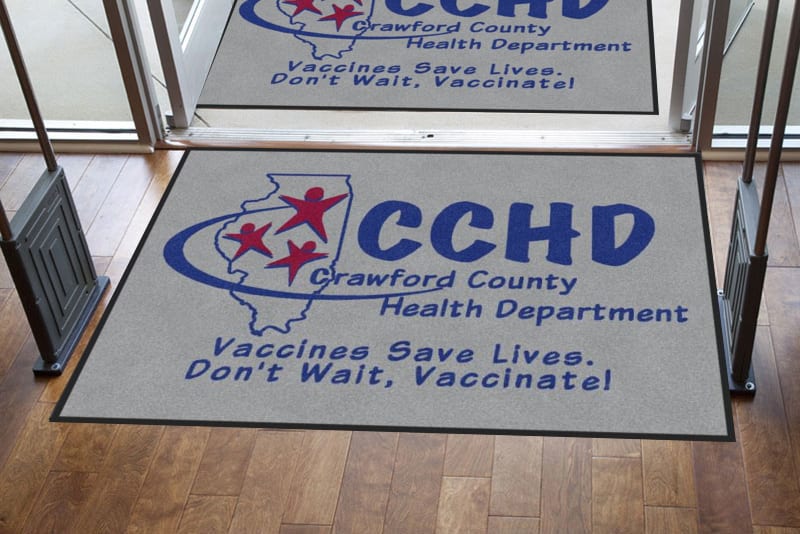 CCHD
Crawford County
Health Department
Vaccines Save Lives.
Don't Wait, Vaccinate!
CCHD
Crawford County
Health Department
Vaccines Save Lives.
Don't Wait, Vaccinate!